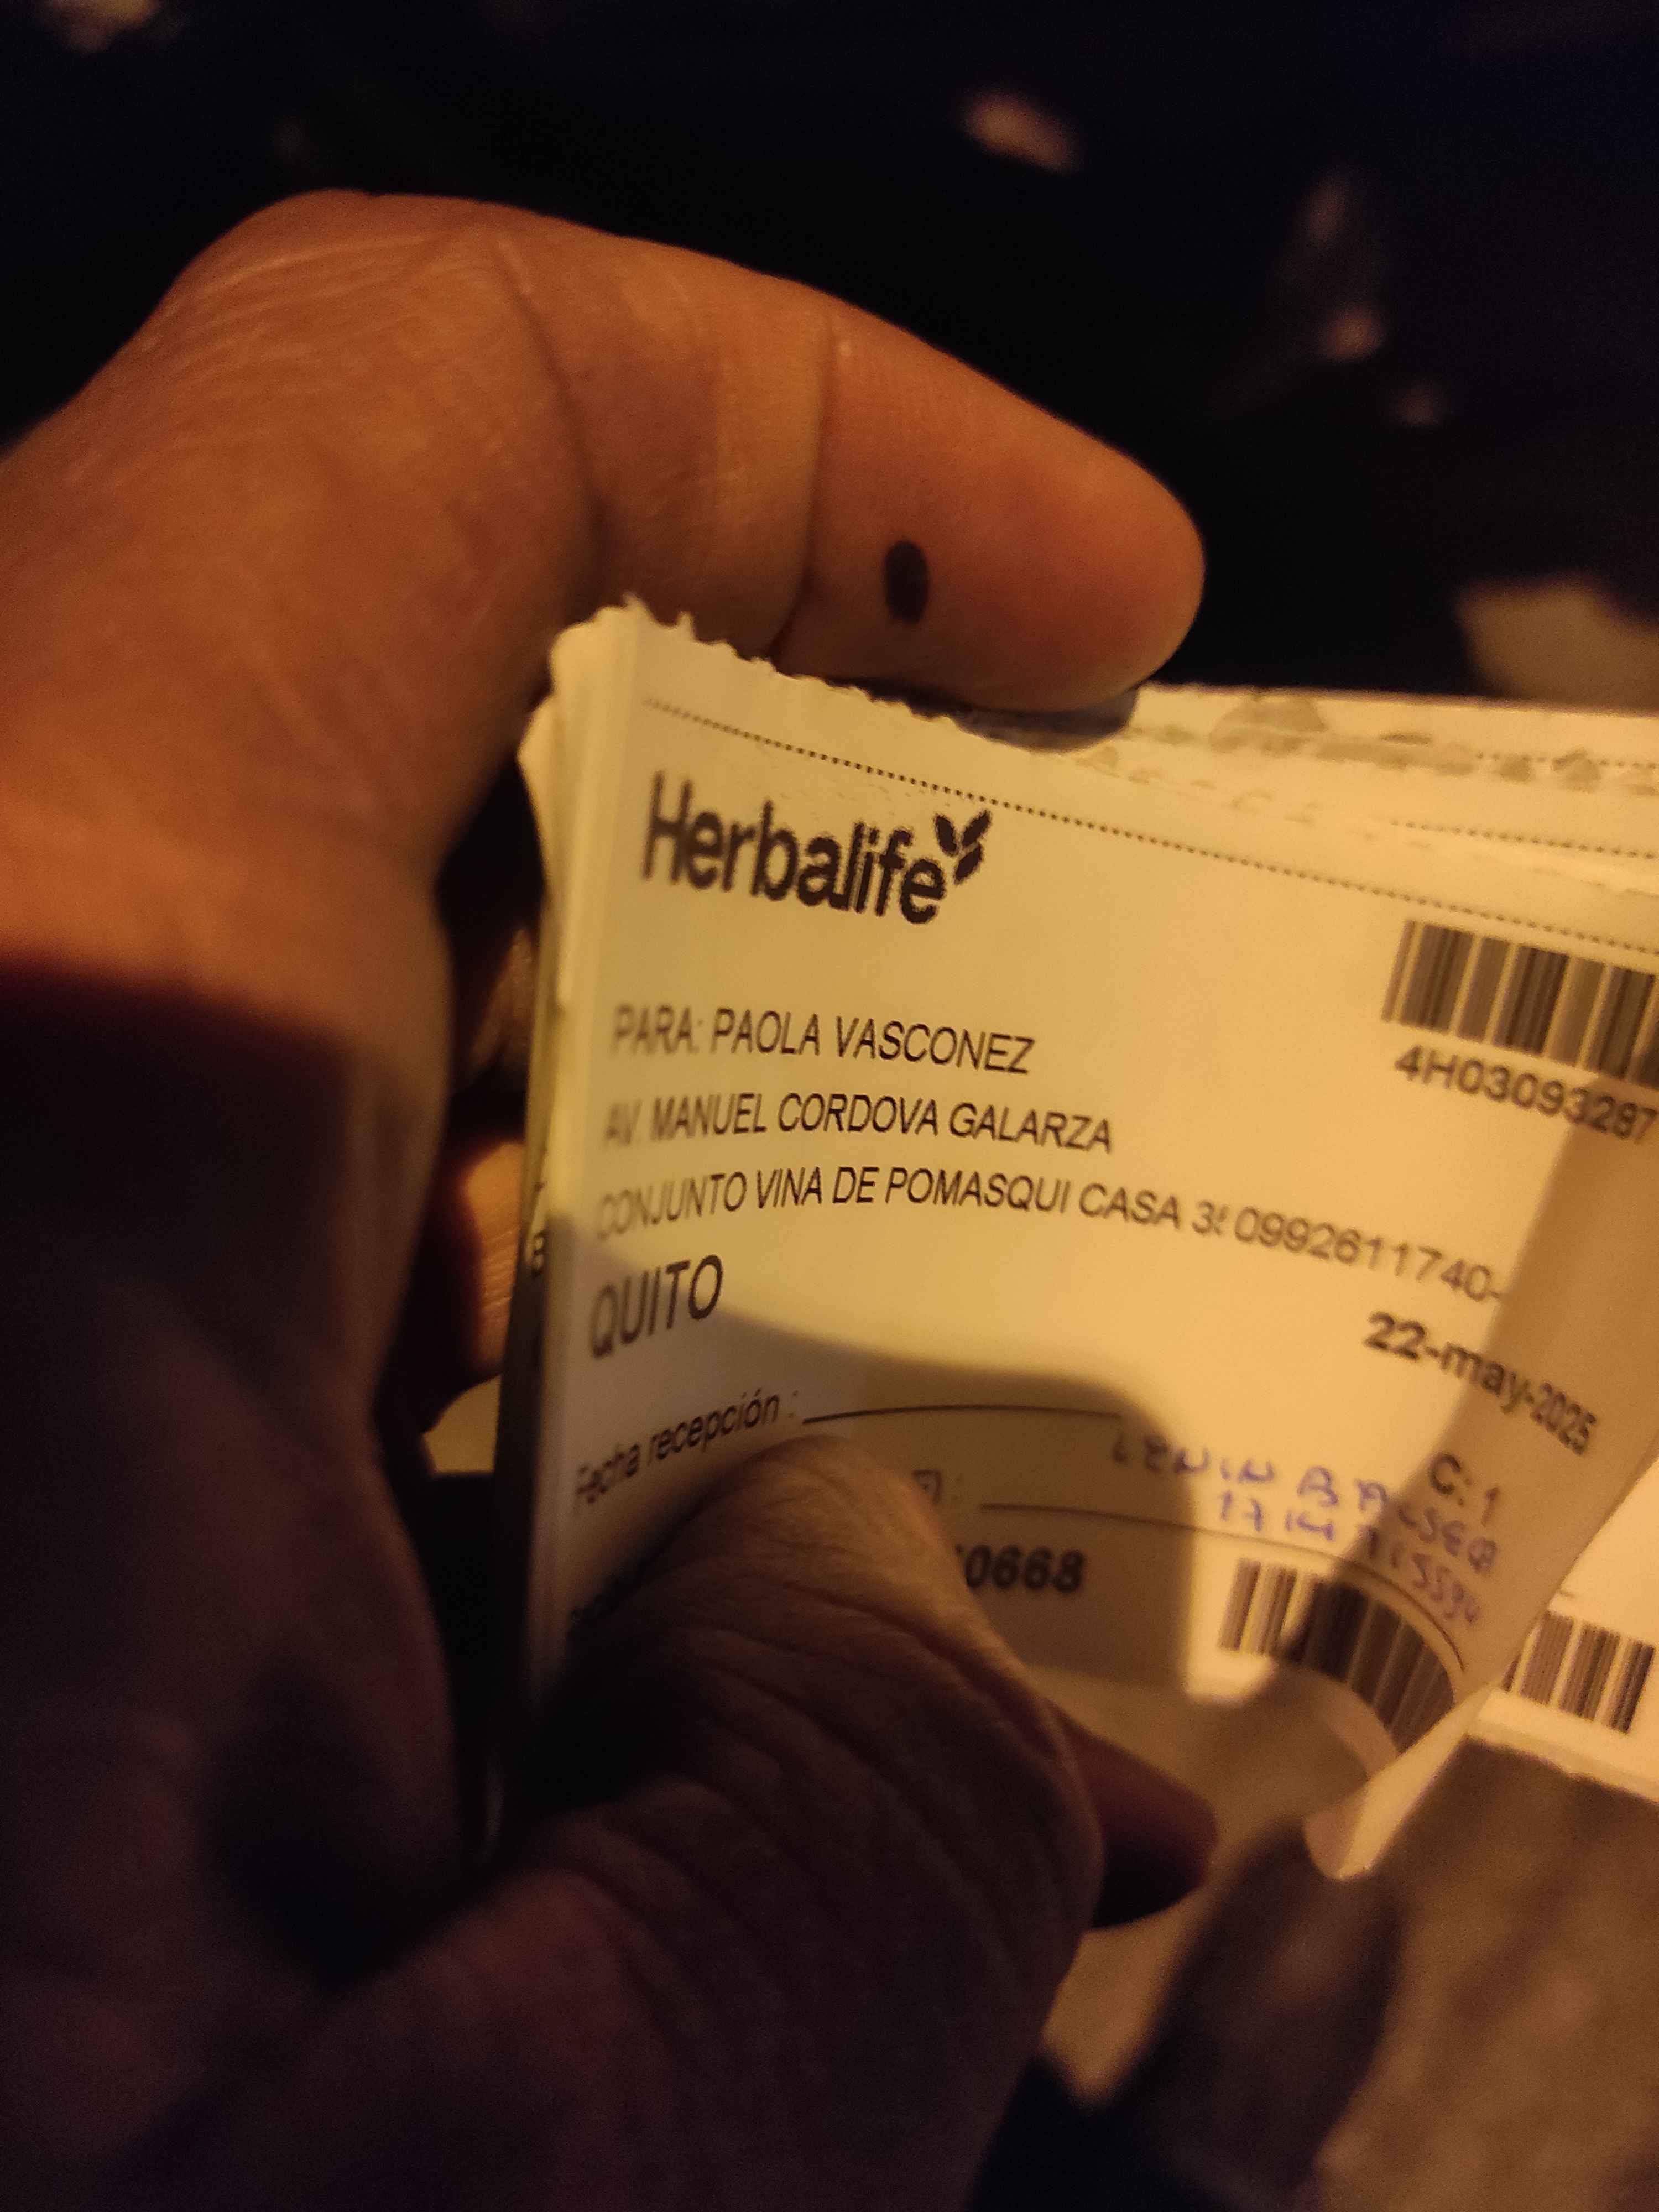 Herbalife
4H03093287
PARA: PAOLA VASCONEZ
AV. MANUEL CORDOVA GALARZA
CONJUNTO VINA DE POMASQUI CASA 0992611740-
QUITO
22-may-2025
Fecha recepción :
C: 1
LENIN
0668